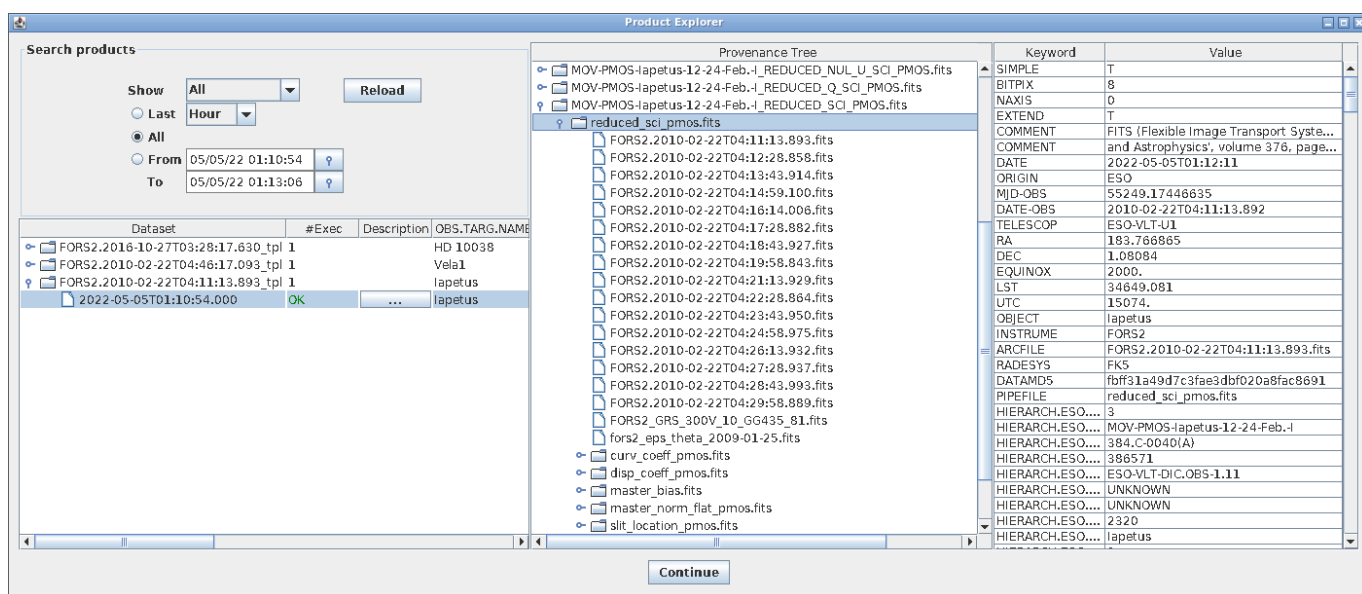 Product Explorer
Search products
Show All Reload
Last Hour
All
From 05/05/22 01:10:54
To 05/05/22 01:13:06
Dataset #Exec Description OBS.TARG.NAME
FORS2.2016-10-27T03:28:17.630_tpl 1 HD 10038
FORS2.2010-02-22T04:46:17.093_tpl 1 Vela1
FORS2.2010-02-22T04:11:13.893_tpl 1 Iapetus
2022-05-05T01:10:54.000 OK ... Iapetus
Provenance Tree
MOV-PMOS-Iapetus-12-24-Feb.-I_REDUCED_NUL_U_SCI_PMOS.fits
MOV-PMOS-Iapetus-12-24-Feb.-I_REDUCED_Q_SCI_PMOS.fits
MOV-PMOS-Iapetus-12-24-Feb.-I_REDUCED_SCI_PMOS.fits
reduced_sci_pmos.fits
FORS2.2010-02-22T04:11:13.893.fits
FORS2.2010-02-22T04:12:28.858.fits
FORS2.2010-02-22T04:13:43.914.fits
FORS2.2010-02-22T04:14:59.100.fits
FORS2.2010-02-22T04:16:14.006.fits
FORS2.2010-02-22T04:17:28.882.fits
FORS2.2010-02-22T04:18:43.927.fits
FORS2.2010-02-22T04:19:58.843.fits
FORS2.2010-02-22T04:21:13.929.fits
FORS2.2010-02-22T04:22:28.864.fits
FORS2.2010-02-22T04:23:43.950.fits
FORS2.2010-02-22T04:24:58.975.fits
FORS2.2010-02-22T04:26:13.932.fits
FORS2.2010-02-22T04:27:28.937.fits
FORS2.2010-02-22T04:28:43.993.fits
FORS2.2010-02-22T04:29:58.889.fits
FORS2_GRS_300V_10_GG435_81.fits
fors2_eps_theta_2009-01-25.fits
curv_coeff_pmos.fits
disp_coeff_pmos.fits
master_bias.fits
master_norm_flat_pmos.fits
slit_location_pmos.fits
Keyword Value
SIMPLE T
BITPIX 8
NAXIS 0
EXTEND T
COMMENT FITS (Flexible Image Transport Syste...
COMMENT and Astrophysics', volume 376, page...
DATE 2022-05-05T01:12:11
ORIGIN ESO
MJD-OBS 55249.17446635
DATE-OBS 2010-02-22T04:11:13.892
TELESCOP ESO-VLT-U1
RA 183.766865
DEC 1.08084
EQUINOX 2000.
LST 34649.081
UTC 15074.
OBJECT Iapetus
INSTRUME FORS2
ARCFILE FORS2.2010-02-22T04:11:13.893.fits
RADESYS FK5
DATAMD5 fbff31a49d7c3fae3dbf020a8fac8691
PIPEFILE reduced_sci_pmos.fits
HIERARCH.ESO.... 3
HIERARCH.ESO.... MOV-PMOS-Iapetus-12-24-Feb.-I
HIERARCH.ESO.... 384.C-0040(A)
HIERARCH.ESO.... 386571
HIERARCH.ESO.... ESO-VLT-DIC.OBS-1.11
HIERARCH.ESO.... UNKNOWN
HIERARCH.ESO.... UNKNOWN
HIERARCH.ESO.... 2320
HIERARCH.ESO.... Iapetus
Continue